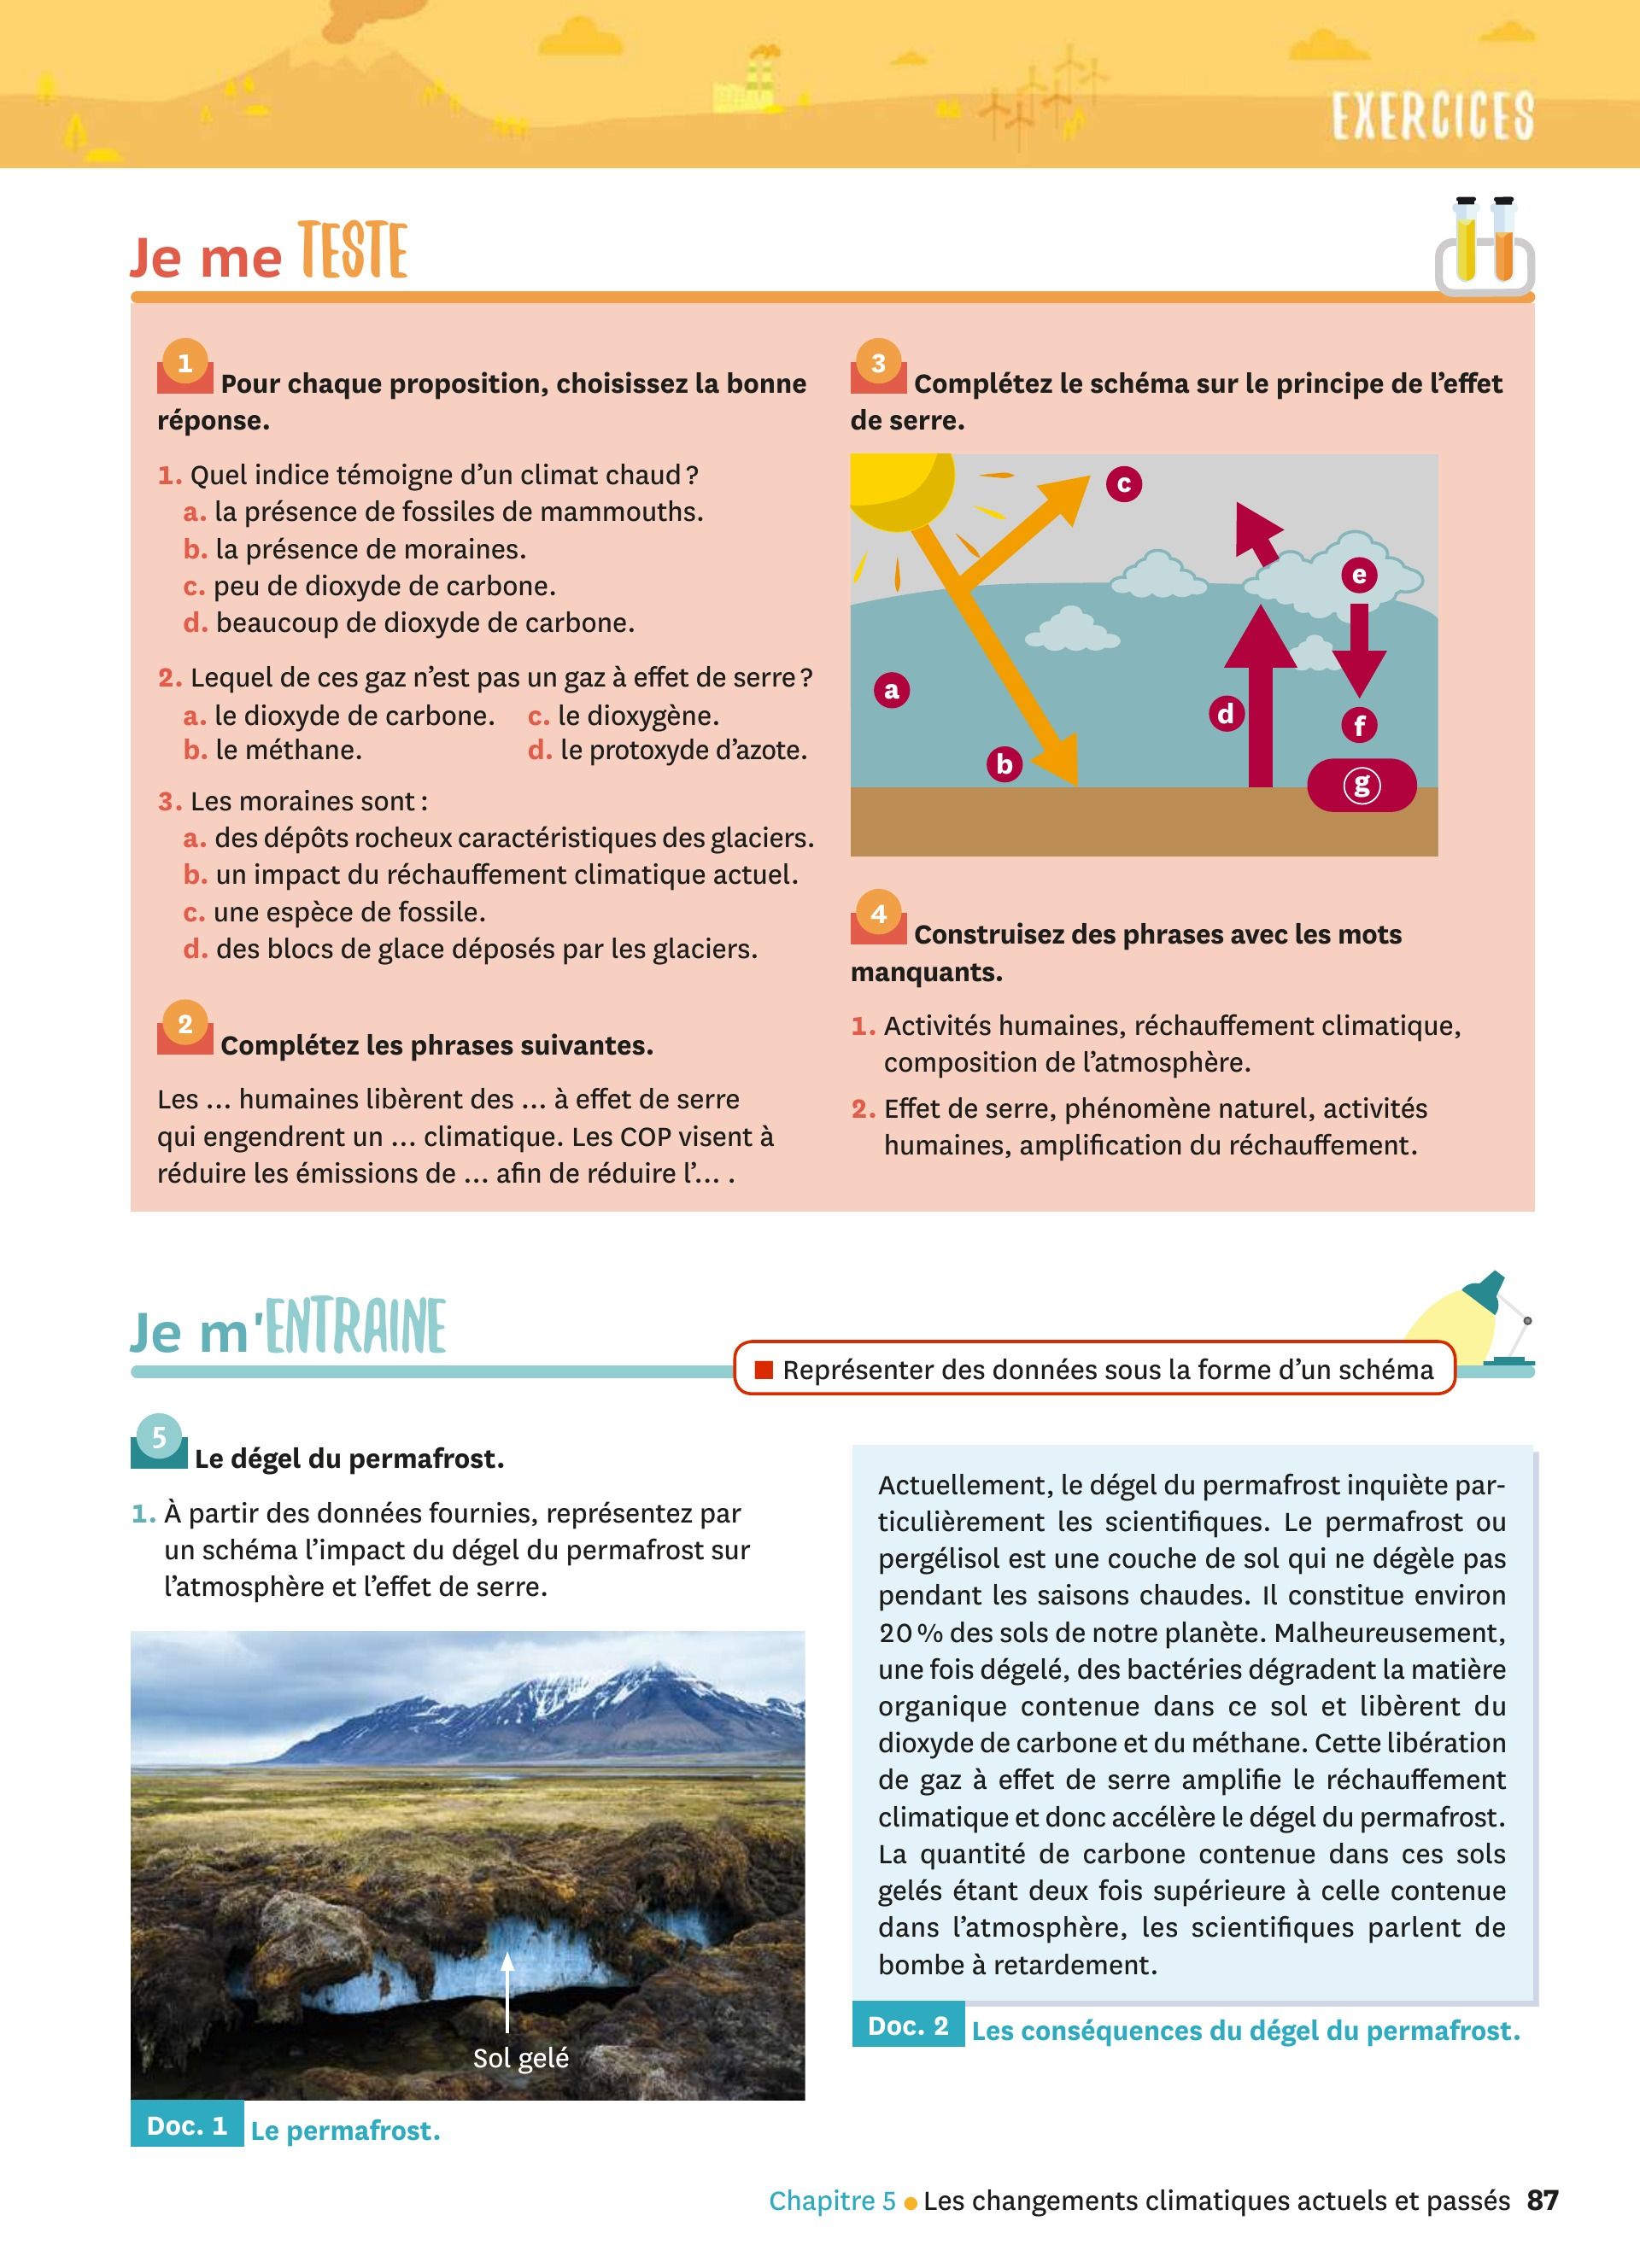 EXERCICES
Je me TESTE
1 Pour chaque proposition, choisissez la bonne
réponse.
1. Quel indice témoigne d’un climat chaud ?
a. la présence de fossiles de mammouths.
b. la présence de moraines.
c. peu de dioxyde de carbone.
d. beaucoup de dioxyde de carbone.
2. Lequel de ces gaz n’est pas un gaz à effet de serre ?
a. le dioxyde de carbone. c. le dioxygène.
b. le méthane. d. le protoxyde d’azote.
3. Les moraines sont :
a. des dépôts rocheux caractéristiques des glaciers.
b. un impact du réchauffement climatique actuel.
c. une espèce de fossile.
d. des blocs de glace déposés par les glaciers.
2 Complétez les phrases suivantes.
Les … humaines libèrent des … à effet de serre
qui engendrent un … climatique. Les COP visent à
réduire les émissions de … afin de réduire l’… .
3 Complétez le schéma sur le principe de l’effet
de serre.
c
e
a
d
f
b
g
4 Construisez des phrases avec les mots
manquants.
1. Activités humaines, réchauffement climatique,
composition de l’atmosphère.
2. Effet de serre, phénomène naturel, activités
humaines, amplification du réchauffement.
Je m'ENTRAINE
Représenter des données sous la forme d’un schéma
5 Le dégel du permafrost.
1. À partir des données fournies, représentez par
un schéma l’impact du dégel du permafrost sur
l’atmosphère et l’effet de serre.
Sol gelé
Doc. 1 Le permafrost.
Actuellement, le dégel du permafrost inquiète par-
ticulièrement les scientifiques. Le permafrost ou
pergélisol est une couche de sol qui ne dégèle pas
pendant les saisons chaudes. Il constitue environ
20 % des sols de notre planète. Malheureusement,
une fois dégelé, des bactéries dégradent la matière
organique contenue dans ce sol et libèrent du
dioxyde de carbone et du méthane. Cette libération
de gaz à effet de serre amplifie le réchauffement
climatique et donc accélère le dégel du permafrost.
La quantité de carbone contenue dans ces sols
gelés étant deux fois supérieure à celle contenue
dans l’atmosphère, les scientifiques parlent de
bombe à retardement.
Doc. 2 Les conséquences du dégel du permafrost.
Chapitre 5 ● Les changements climatiques actuels et passés 87